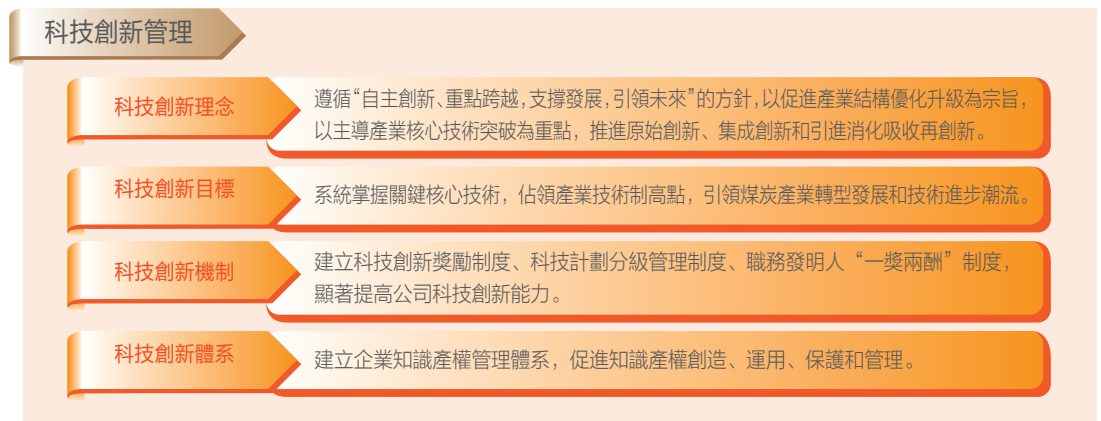 科技創新管理
科技創新理念
遵循“自主創新、重點跨越,支撐發展,引領未來”的方針,以促進產業結構優化升級為宗旨,
以主導產業核心技術突破為重點，推進原始創新、集成創新和引進消化吸收再創新。
科技創新目標
系統掌握關鍵核心技術，佔領產業技術制高點，引領煤炭產業轉型發展和技術進步潮流。
科技創新機制
建立科技創新獎勵制度、科技計劃分級管理制度、職務發明人“一獎兩酬”制度，
顯著提高公司科技創新能力。
科技創新體系
建立企業知識產權管理體系，促進知識產權創造、運用、保護和管理。